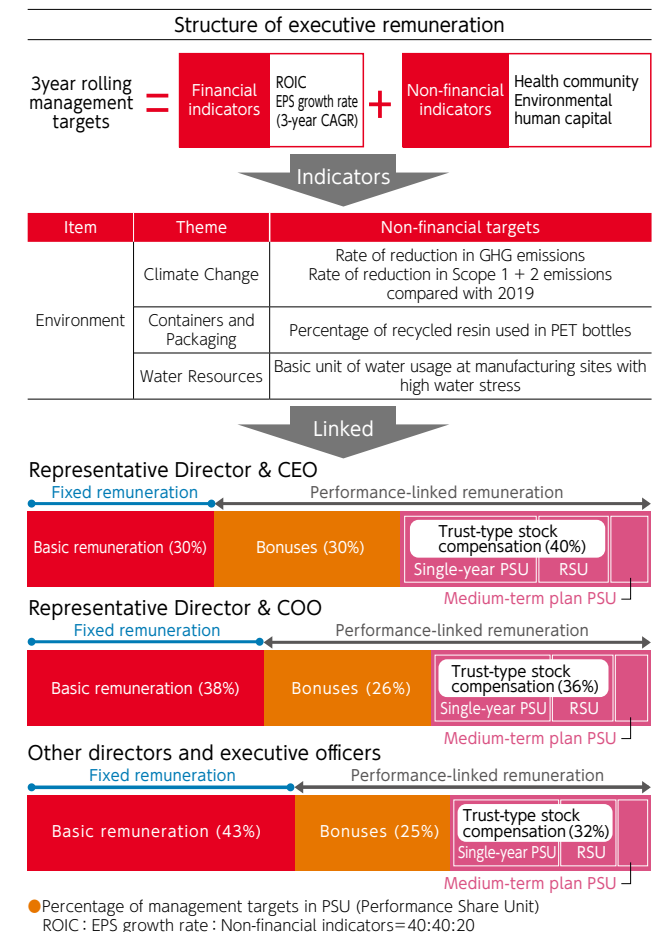 Structure of executive remuneration
3year rolling
management
targets
=
Financial
indicators
ROIC
EPS growth rate
(3-year CAGR)
+
Non-financial
indicators
Health community
Environmental
human capital
Indicators
Item Theme Non-financial targets
Environment
Climate Change
Rate of reduction in GHG emissions
Rate of reduction in Scope 1 + 2 emissions
compared with 2019
Containers and
Packaging
Percentage of recycled resin used in PET bottles
Water Resources
Basic unit of water usage at manufacturing sites with
high water stress
Linked
Representative Director & CEO
Fixed remuneration Performance-linked remuneration
Basic remuneration (30%) Bonuses (30%)
Trust-type stock
compensation (40%)
Single-year PSU RSU
Medium-term plan PSU
Representative Director & COO
Fixed remuneration Performance-linked remuneration
Basic remuneration (38%) Bonuses (26%)
Trust-type stock
compensation (36%)
Single-year PSU RSU
Medium-term plan PSU
Other directors and executive officers
Fixed remuneration Performance-linked remuneration
Basic remuneration (43%) Bonuses (25%)
Trust-type stock
compensation (32%)
Single-year PSU RSU
Medium-term plan PSU
●Percentage of management targets in PSU (Performance Share Unit)
ROIC : EPS growth rate : Non-financial indicators=40:40:20